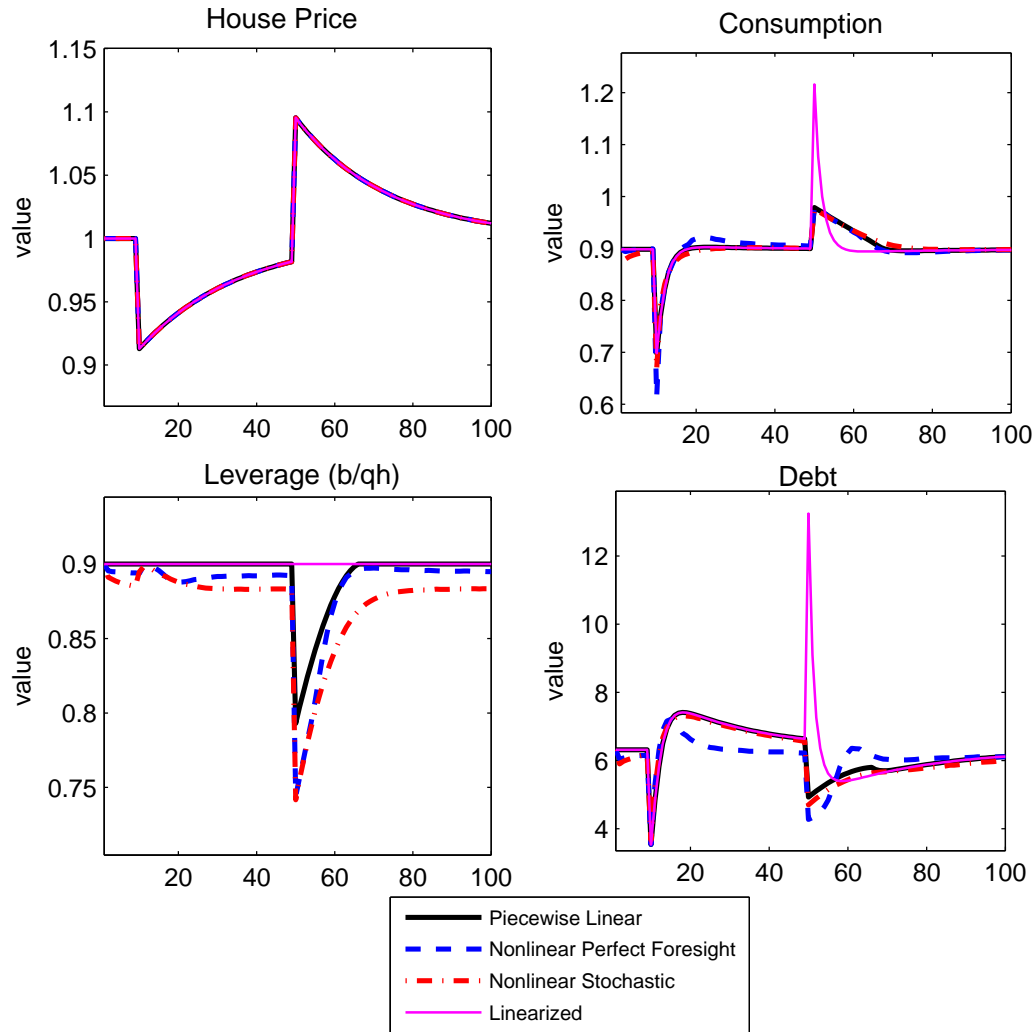 House Price
1.15
1.1
1.05
1
0.95
0.9
value
20 40 60 80 100
Consumption
1.2
1.1
1
0.9
0.8
0.7
0.6
value
20 40 60 80 100
Leverage (b/qh)
0.9
0.85
0.8
0.75
value
20 40 60 80 100
Debt
12
10
8
6
4
value
20 40 60 80 100
Piecewise Linear
Nonlinear Perfect Foresight
Nonlinear Stochastic
Linearized